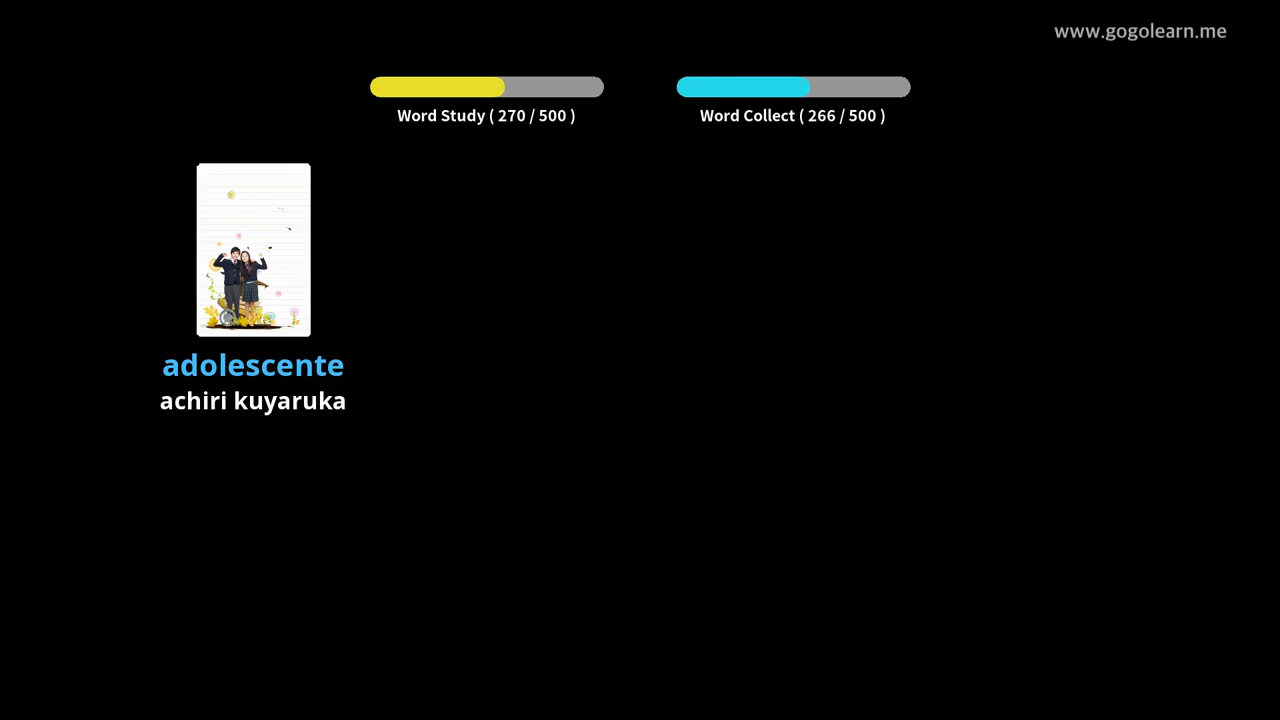 www.gogolearn.me
Word Study ( 270 / 500 )
Word Collect ( 266 / 500 )
adolescente
achiri kuyaruka